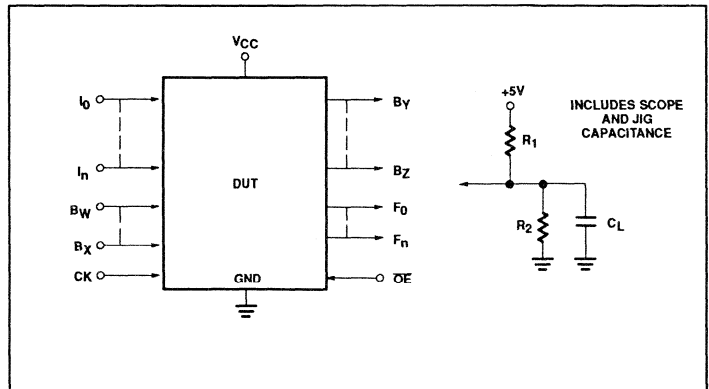 VCC
I0
In
BW
BX
CK
DUT
GND
BY
BZ
F0
Fn
OE
+5V
R1
R2
CL
INCLUDES SCOPE
AND JIG
CAPACITANCE